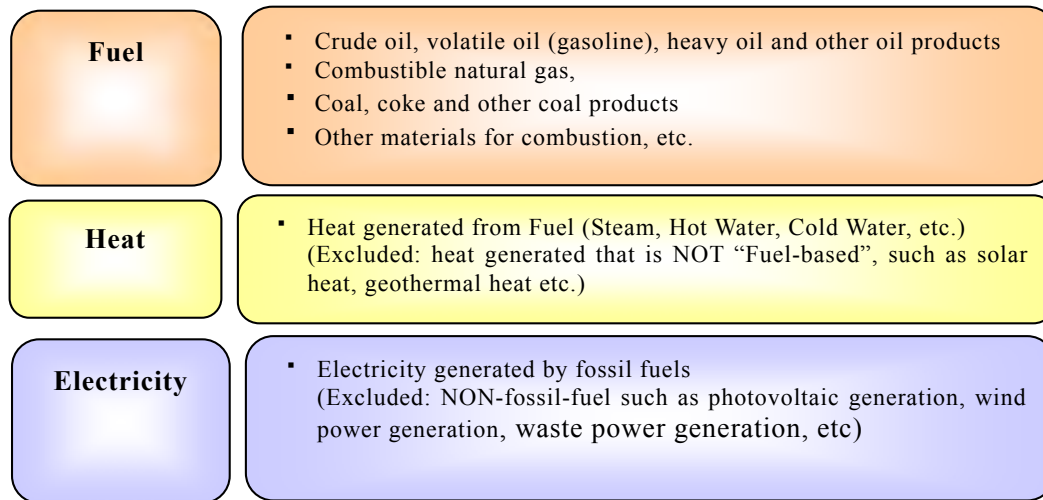 Fuel
▪ Crude oil, volatile oil (gasoline), heavy oil and other oil products
▪ Combustible natural gas,
▪ Coal, coke and other coal products
▪ Other materials for combustion, etc.
Heat
▪ Heat generated from Fuel (Steam, Hot Water, Cold Water, etc.)
(Excluded: heat generated that is NOT “Fuel-based”, such as solar
heat, geothermal heat etc.)
Electricity
▪ Electricity generated by fossil fuels
(Excluded: NON-fossil-fuel such as photovoltaic generation, wind
power generation, waste power generation, etc)